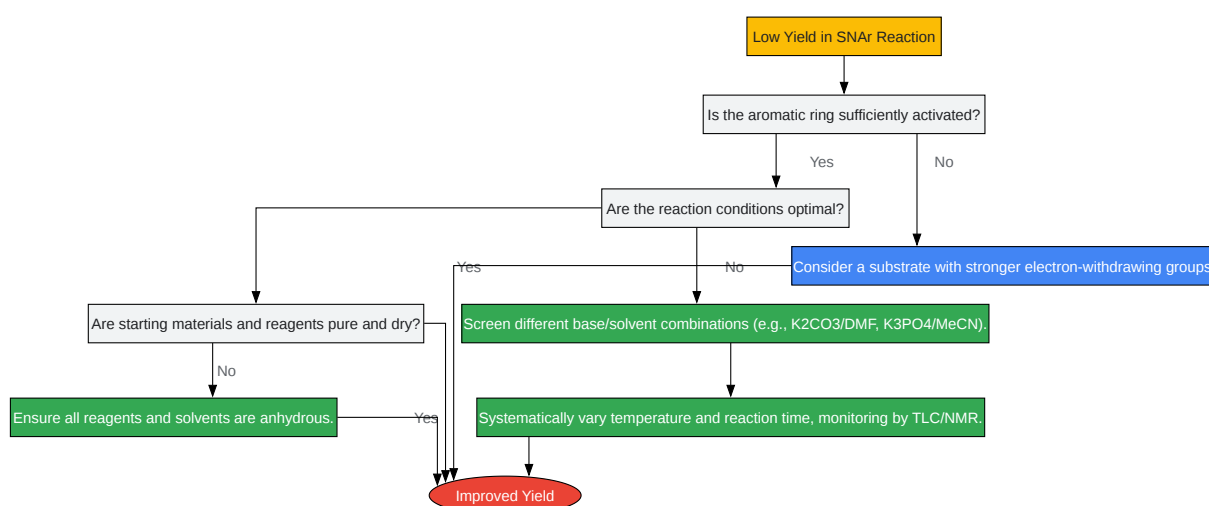 Low Yield in SNAr Reaction
Is the aromatic ring sufficiently activated?
Yes
No
Are the reaction conditions optimal?
Yes
No
Consider a substrate with stronger electron-withdrawing groups
Are starting materials and reagents pure and dry?
Screen different base/solvent combinations (e.g., K2CO3/DMF, K3PO4/MeCN).
No
Ensure all reagents and solvents are anhydrous.
Yes
Systematically vary temperature and reaction time, monitoring by TLC/NMR.
Improved Yield